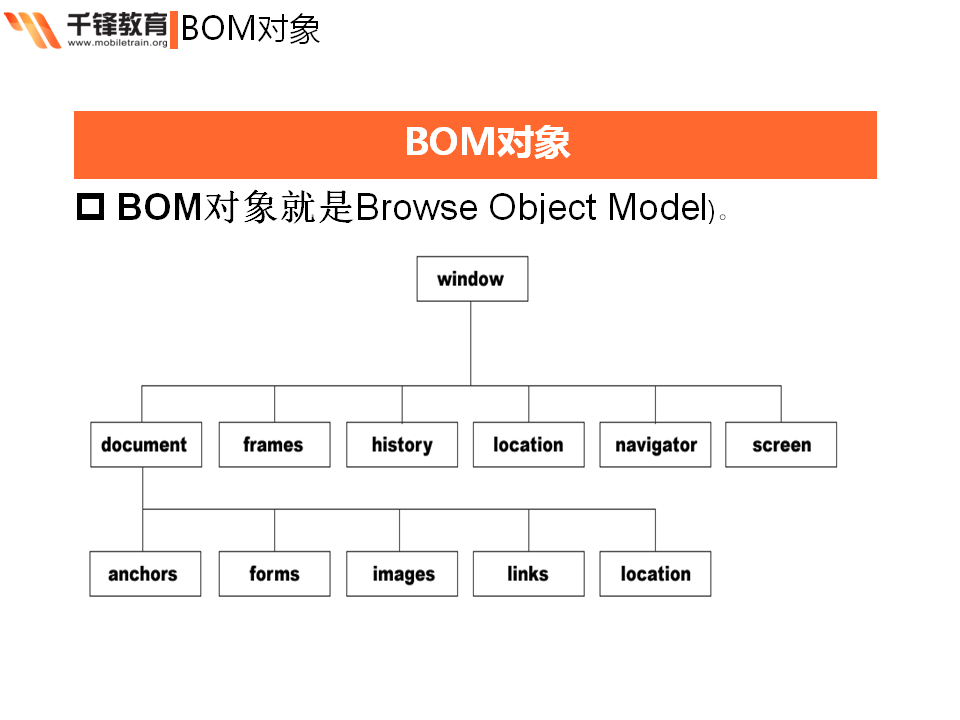 千锋教育 BOM对象
www.mobiletrain.org
BOM对象
BOM对象就是Browse Object Model)。
window
document frames history location navigator screen
anchors forms images links location